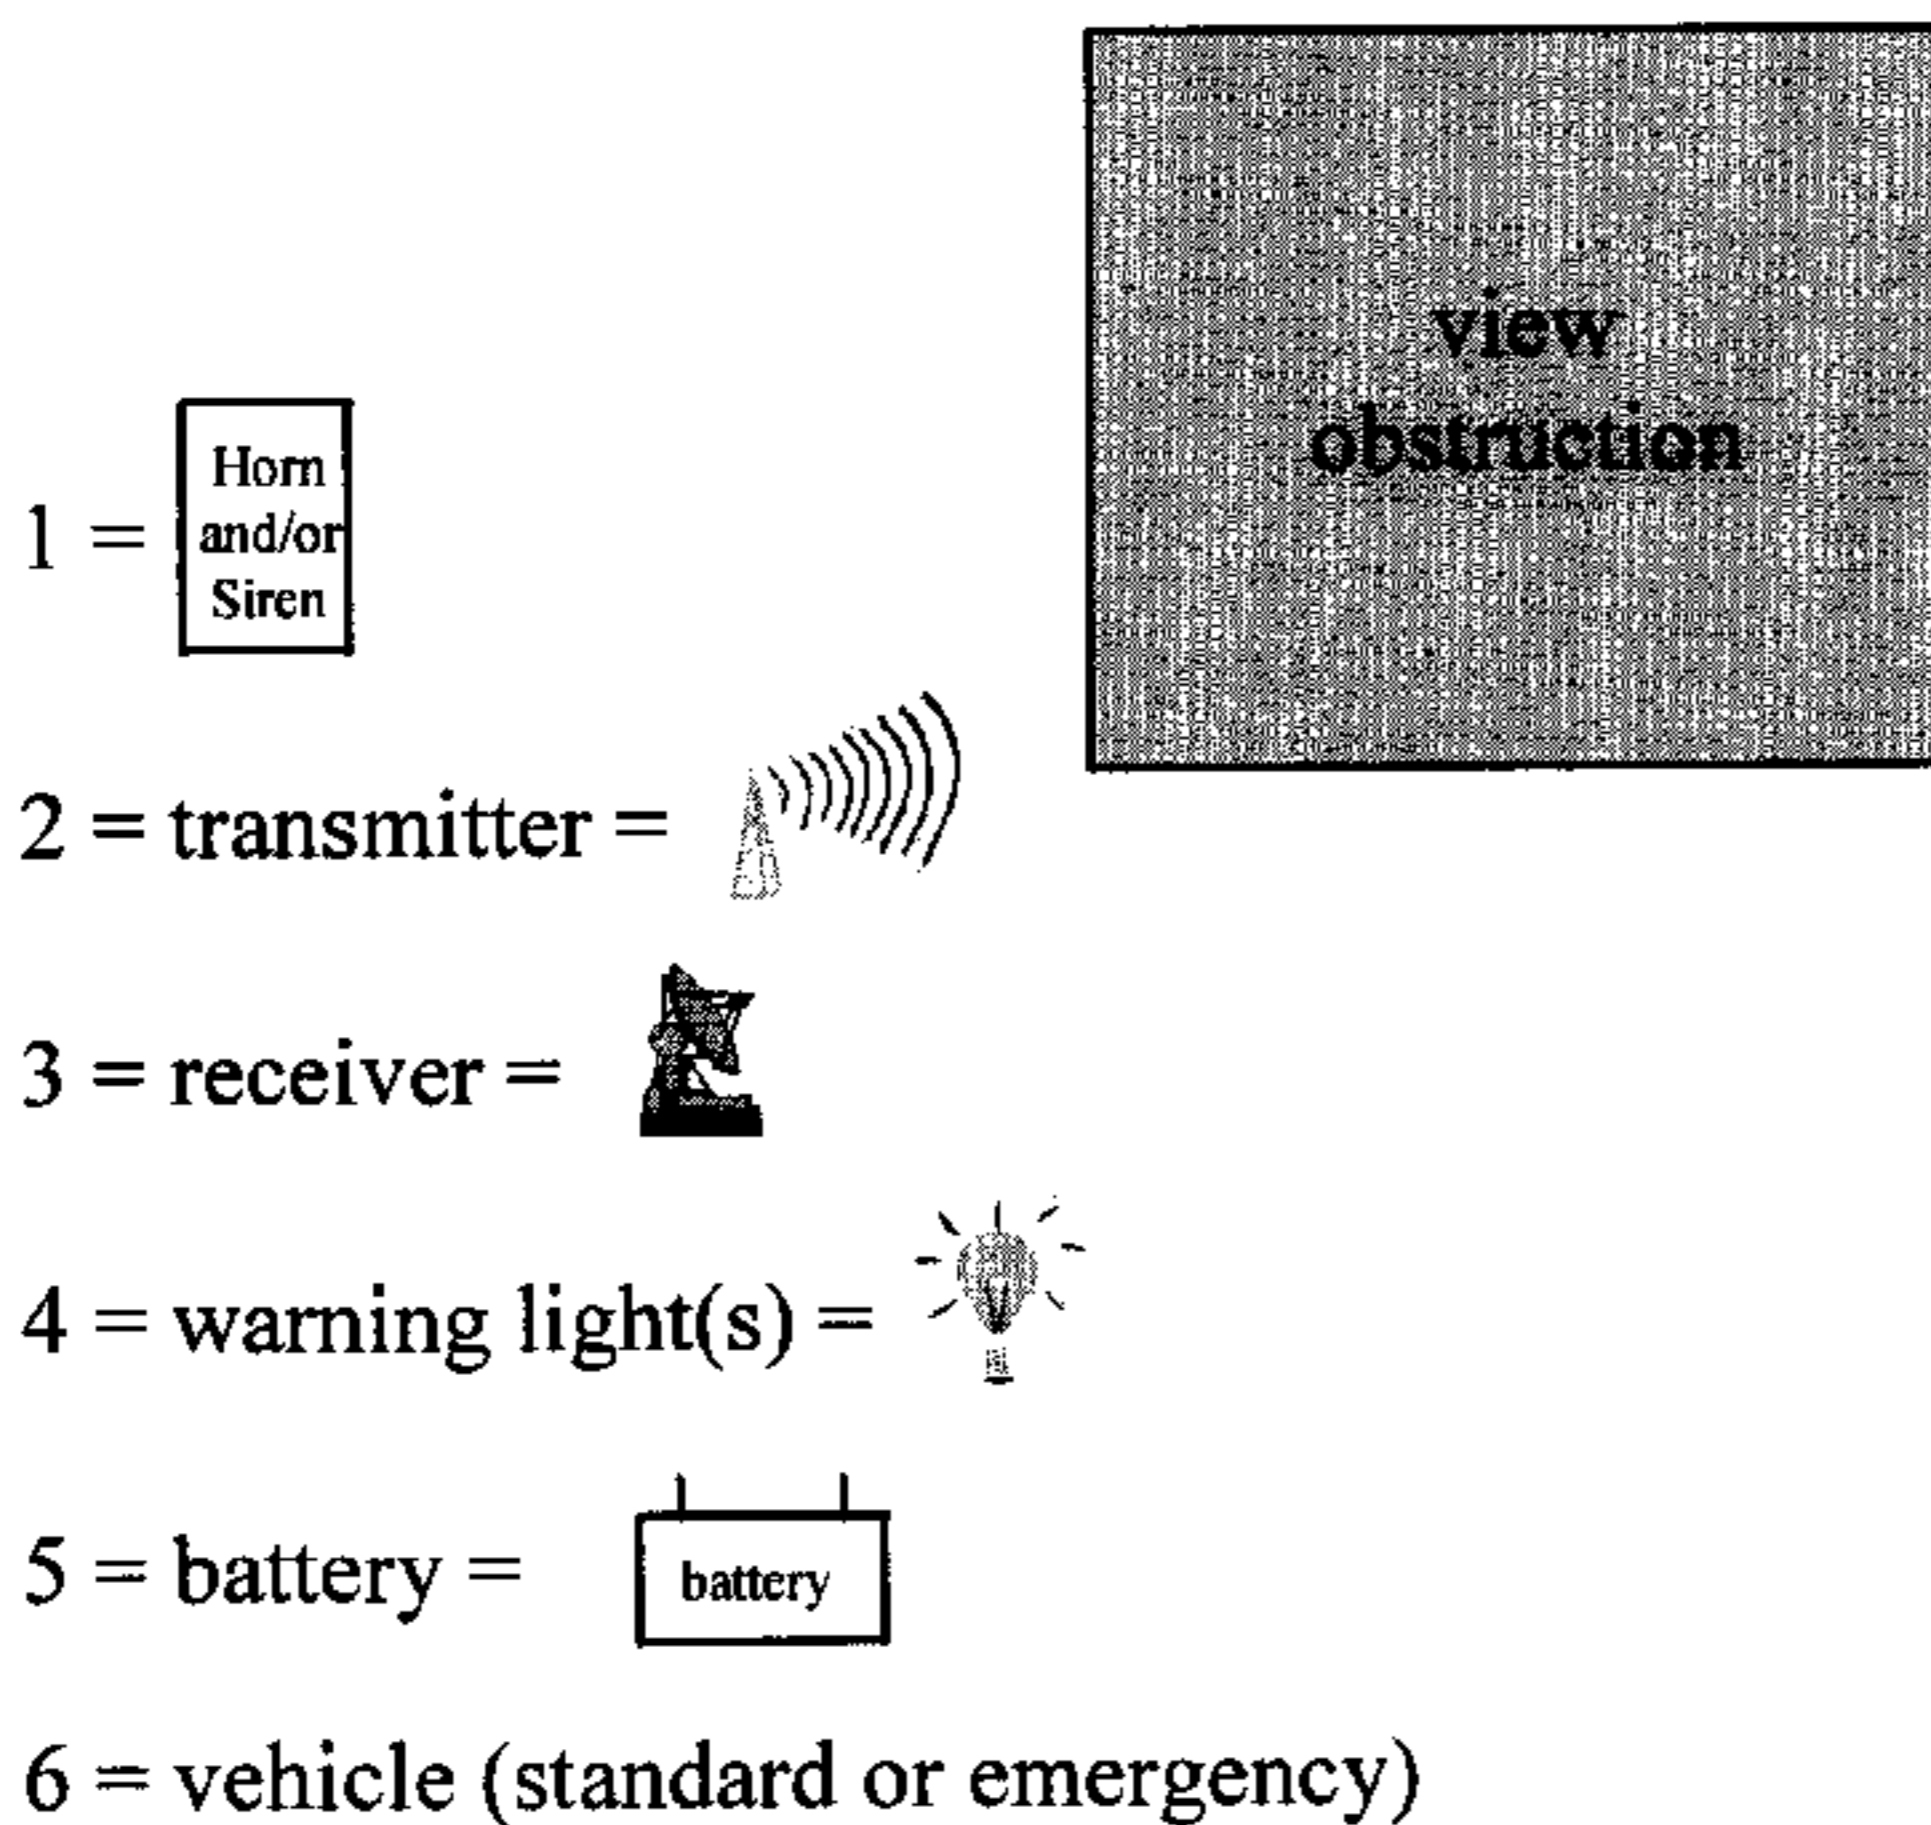 view
obstruction
1 =
Horn
and/or
Siren
2 = transmitter =
3 = receiver =
4 = warning light(s) =
5 = battery =
battery
6 = vehicle (standard or emergency)